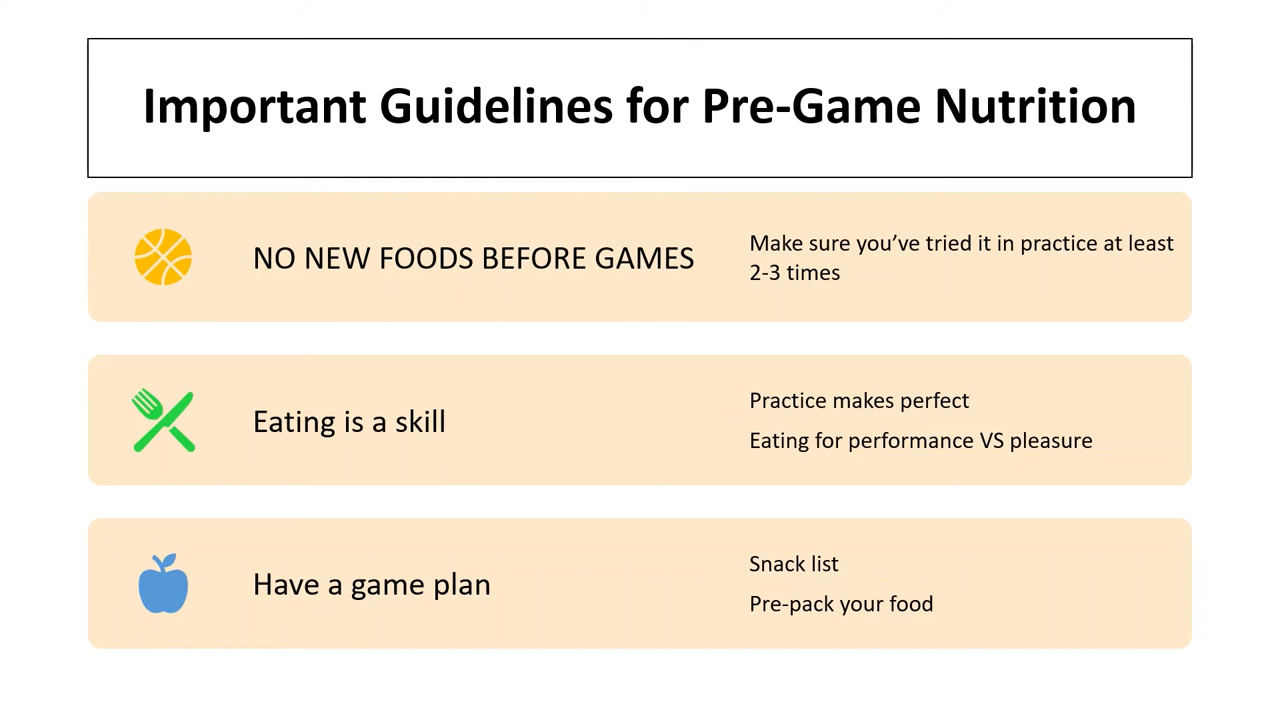 Important Guidelines for Pre-Game Nutrition
NO NEW FOODS BEFORE GAMES
Make sure you’ve tried it in practice at least
2-3 times
Eating is a skill
Practice makes perfect
Eating for performance VS pleasure
Have a game plan
Snack list
Pre-pack your food